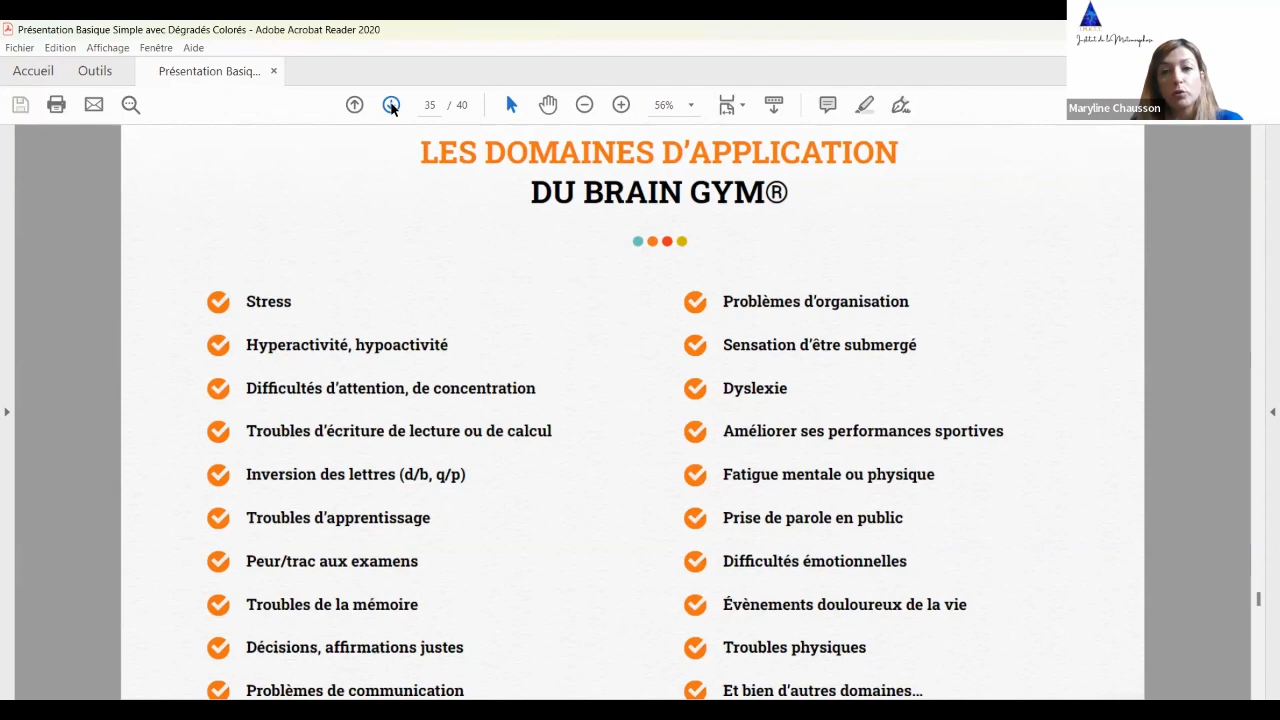 Présentation Basique Simple avec Dégradés Colorés - Adobe Acrobat Reader 2020
Fichier Edition Affichage Fenêtre Aide
Accueil Outils Présentation Basiq... ×
35 / 40 56%
Institut de la Métamorphose
Maryline Chausson
LES DOMAINES D'APPLICATION
DU BRAIN GYM®
Stress
Hyperactivité, hypoactivité
Difficultés d'attention, de concentration
Troubles d'écriture de lecture ou de calcul
Inversion des lettres (d/b, q/p)
Troubles d'apprentissage
Peur/trac aux examens
Troubles de la mémoire
Décisions, affirmations justes
Problèmes de communication
Problèmes d'organisation
Sensation d'être submergé
Dyslexie
Améliorer ses performances sportives
Fatigue mentale ou physique
Prise de parole en public
Difficultés émotionnelles
Évènements douloureux de la vie
Troubles physiques
Et bien d'autres domaines...